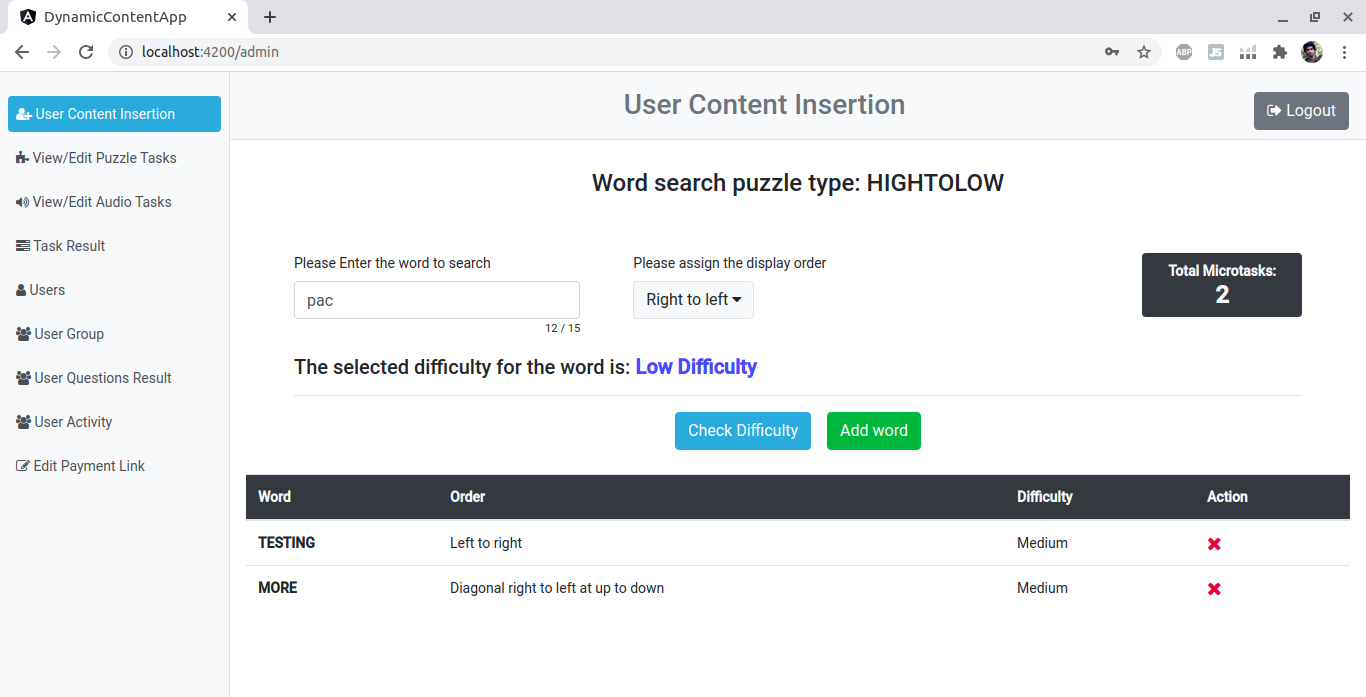 DynamicContentApp
localhost:4200/admin
ABP
JS
User Content Insertion
View/Edit Puzzle Tasks
View/Edit Audio Tasks
Task Result
Users
User Group
User Questions Result
User Activity
Edit Payment Link
User Content Insertion
Logout
Word search puzzle type: HIGHTOLOW
Please Enter the word to search
Please assign the display order
pac
Right to left
12 / 15
Total Microtasks:
2
The selected difficulty for the word is: Low Difficulty
Check Difficulty Add word
Word Order Difficulty Action
TESTING Left to right Medium
MORE Diagonal right to left at up to down Medium